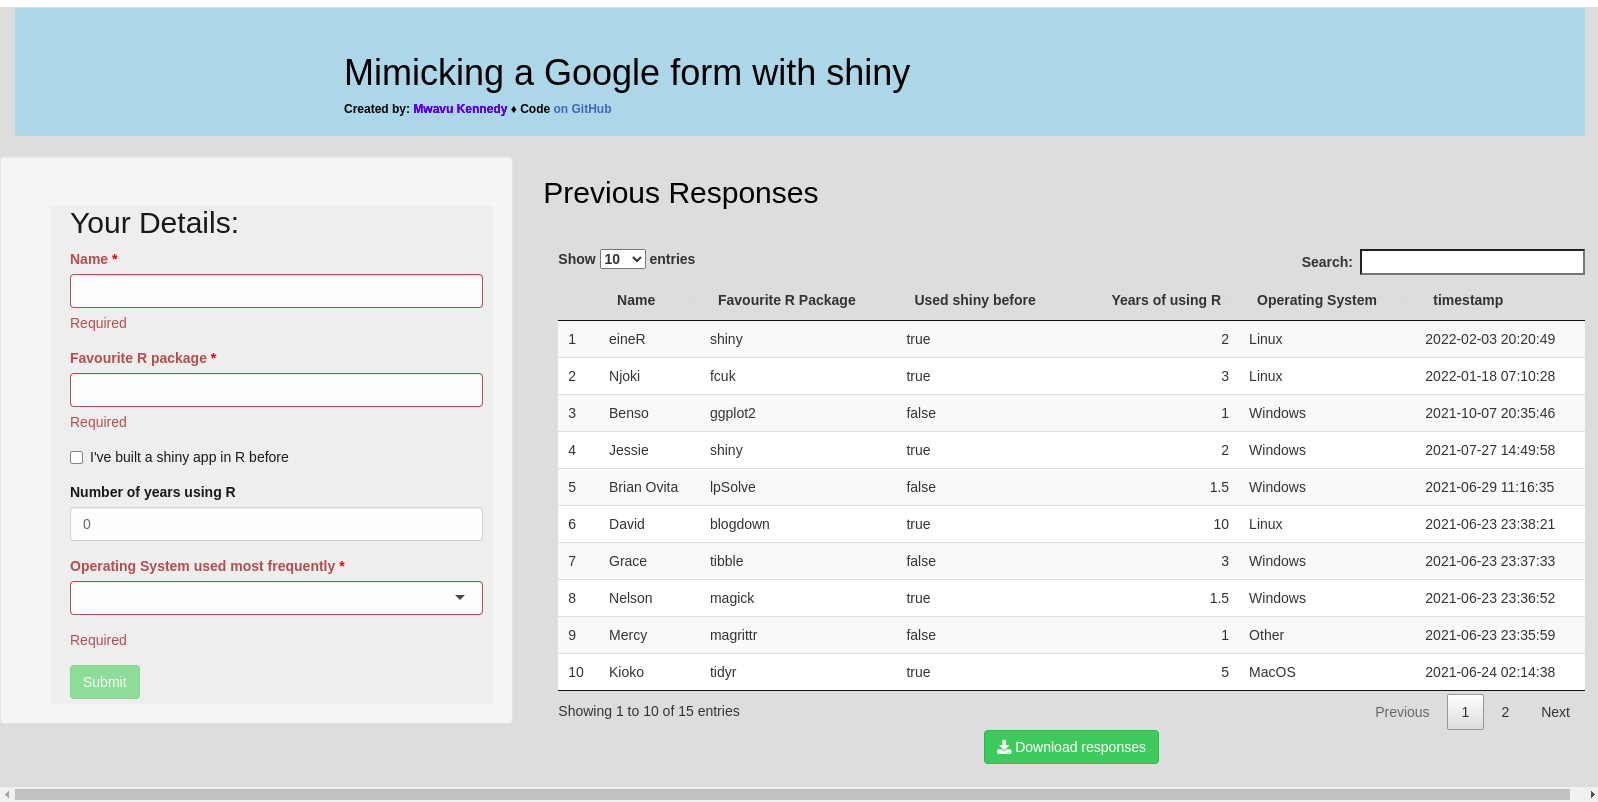 Mimicking a Google form with shiny
Created by: Mwavu Kennedy ♦ Code on GitHub
Your Details:
Name *
Required
Favourite R package *
Required
I've built a shiny app in R before
Number of years using R
0
Operating System used most frequently *
Required
Submit
Previous Responses
Show 10 entries
Search:
Name Favourite R Package Used shiny before Years of using R Operating System timestamp
1 eineR shiny true 2 Linux 2022-02-03 20:20:49
2 Njoki fcuk true 3 Linux 2022-01-18 07:10:28
3 Benso ggplot2 false 1 Windows 2021-10-07 20:35:46
4 Jessie shiny true 2 Windows 2021-07-27 14:49:58
5 Brian Ovita lpSolve false 1.5 Windows 2021-06-29 11:16:35
6 David blogdown true 10 Linux 2021-06-23 23:38:21
7 Grace tibble false 3 Windows 2021-06-23 23:37:33
8 Nelson magick true 1.5 Windows 2021-06-23 23:36:52
9 Mercy magrittr false 1 Other 2021-06-23 23:35:59
10 Kioko tidyr true 5 MacOS 2021-06-24 02:14:38
Showing 1 to 10 of 15 entries
Previous 1 2 Next
Download responses